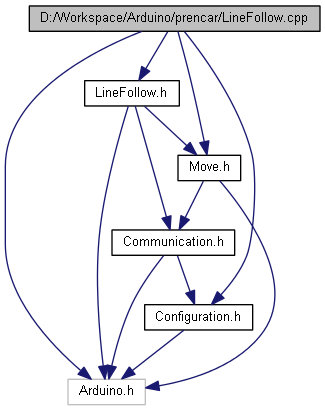 D:/Workspace/Arduino/prencar/LineFollow.cpp
LineFollow.h
Move.h
Communication.h
Configuration.h
Arduino.h